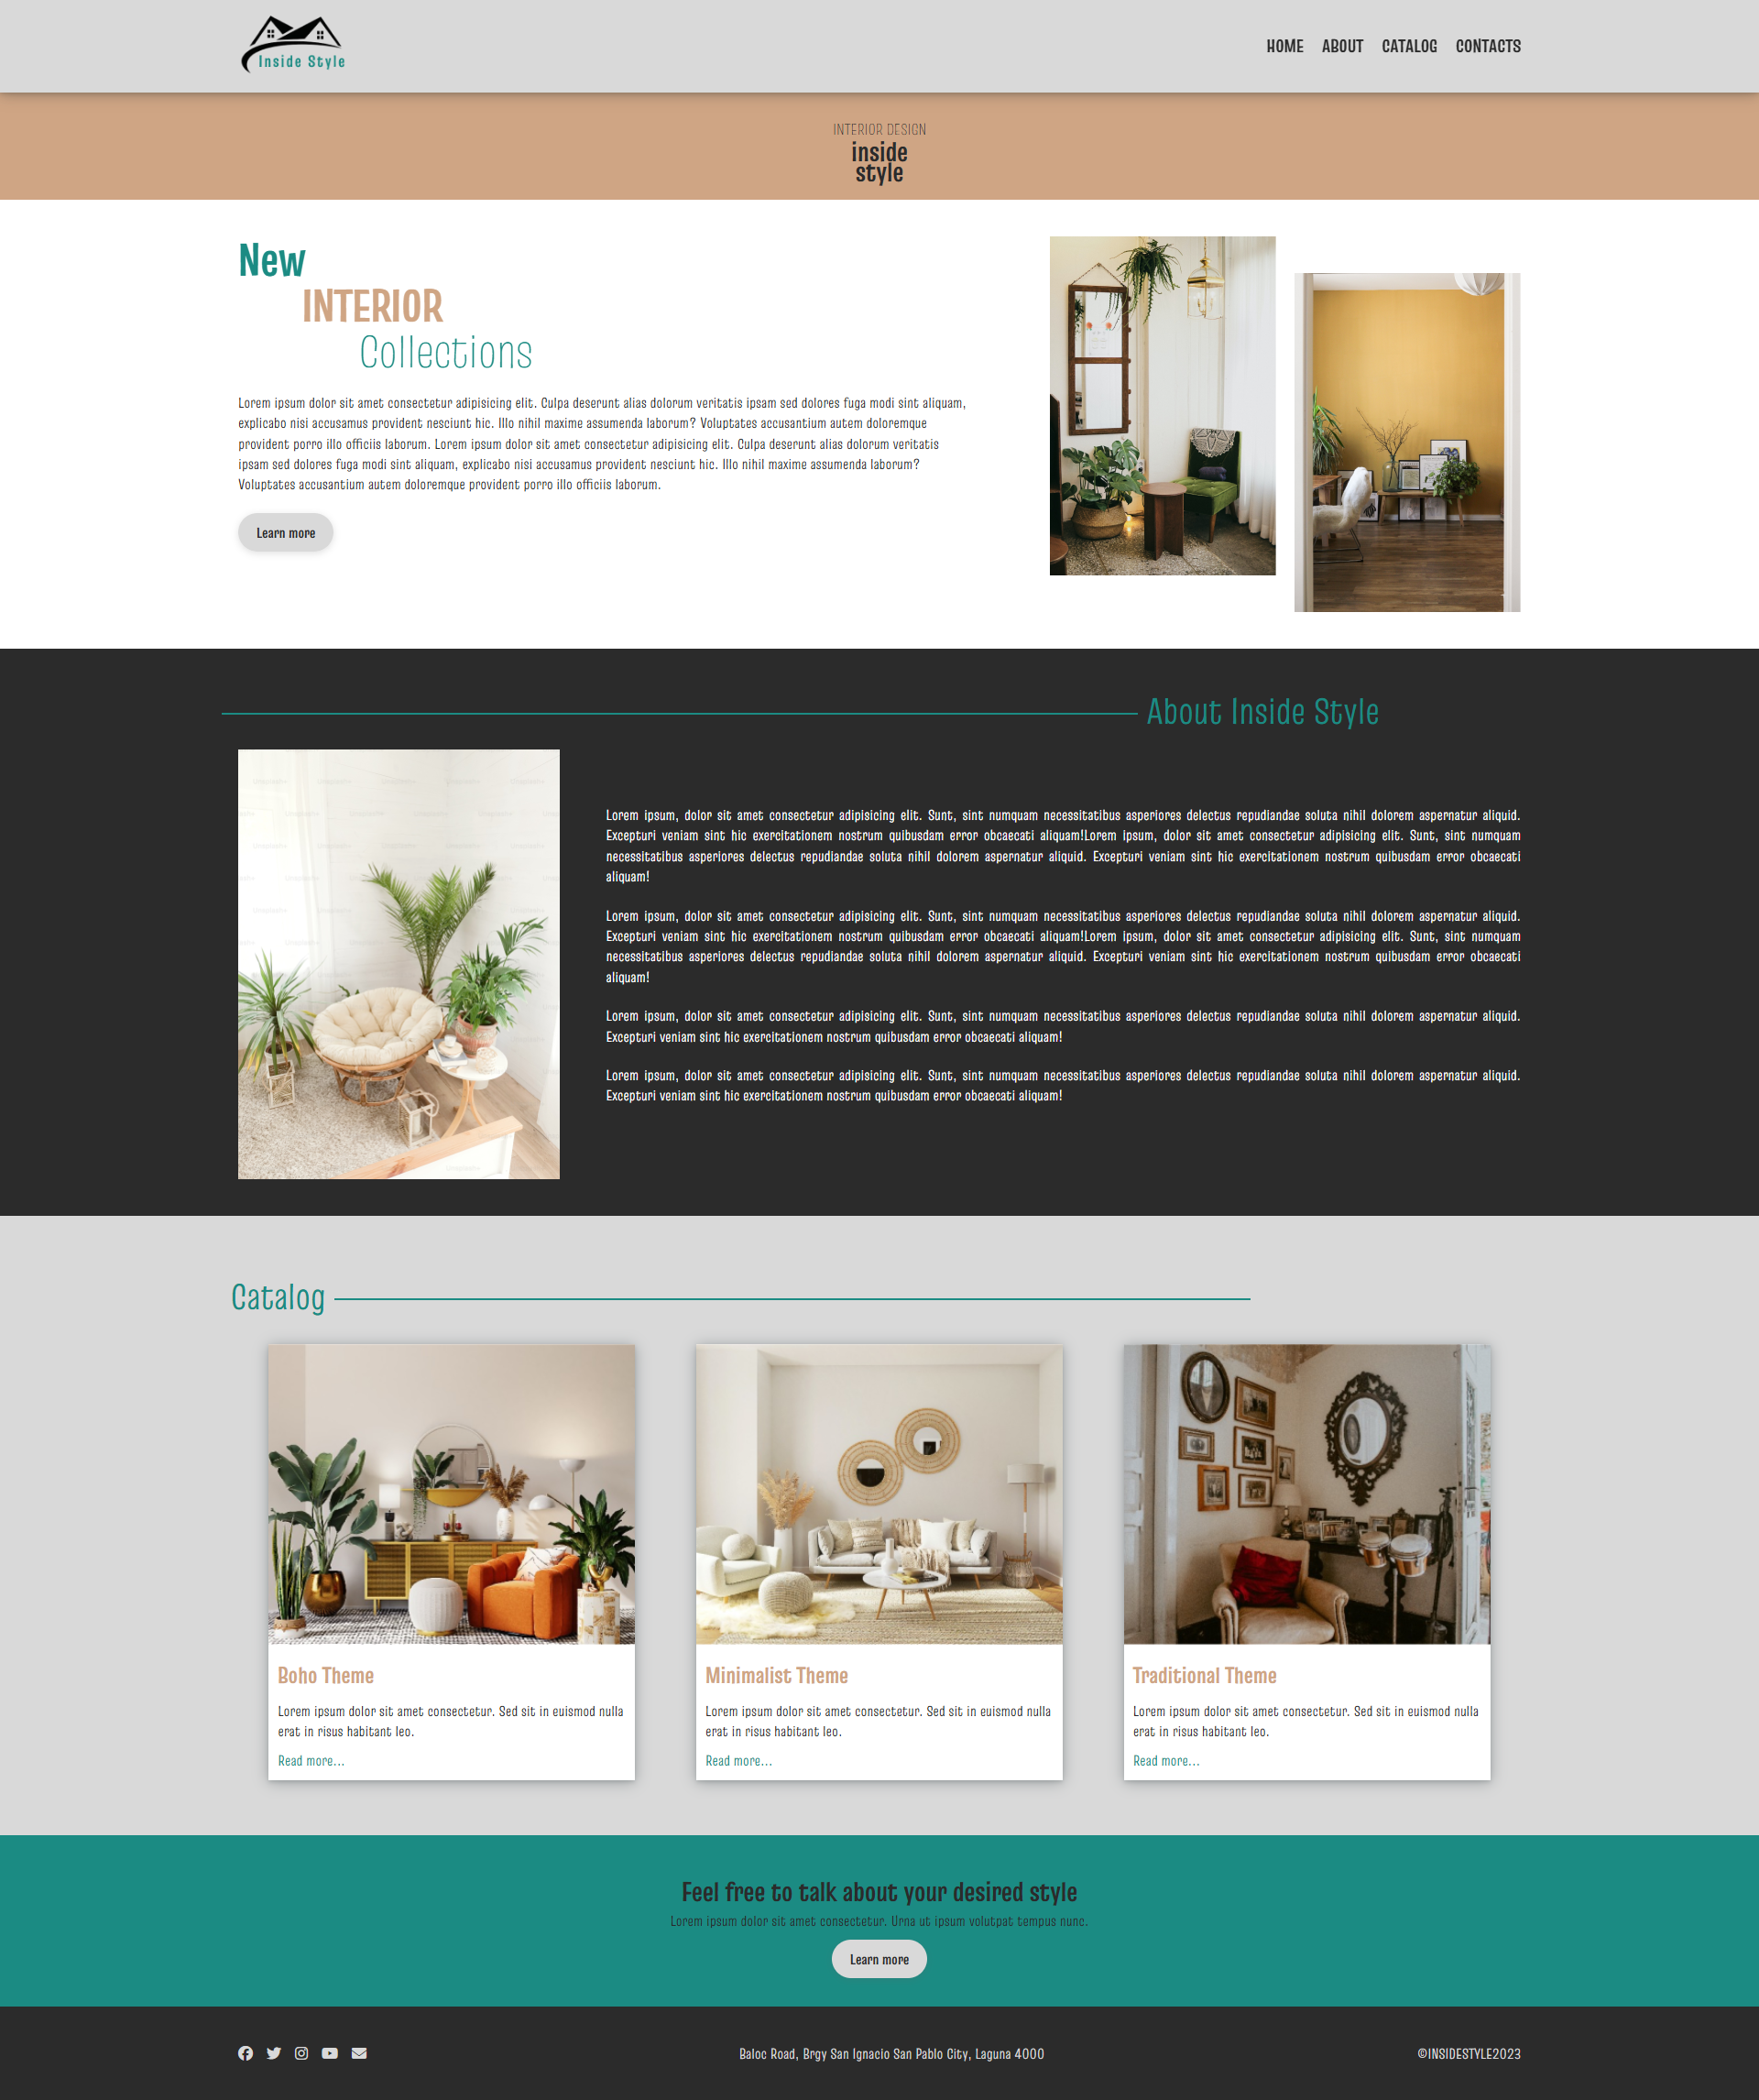 Inside Style
HOME ABOUT CATALOG CONTACTS
INTERIOR DESIGN
inside
style
New
INTERIOR
Collections
Lorem ipsum dolor sit amet consectetur adipisicing elit. Culpa deserunt alias dolorum veritatis ipsam sed dolores fuga modi sint aliquam,
explicabo nisi accusamus provident nesciunt hic. Illo nihil maxime assumenda laborum? Voluptates accusantium autem doloremque
provident porro illo officiis laborum. Lorem ipsum dolor sit amet consectetur adipisicing elit. Culpa deserunt alias dolorum veritatis
ipsam sed dolores fuga modi sint aliquam, explicabo nisi accusamus provident nesciunt hic. Illo nihil maxime assumenda laborum?
Voluptates accusantium autem doloremque provident porro illo officiis laborum.
Learn more
About Inside Style
Lorem ipsum, dolor sit amet consectetur adipisicing elit. Sunt, sint numquam necessitatibus asperiores delectus repudiandae soluta nihil dolorem aspernatur aliquid.
Excepturi veniam sint hic exercitationem nostrum quibusdam error obcaecati aliquam!Lorem ipsum, dolor sit amet consectetur adipisicing elit. Sunt, sint numquam
necessitatibus asperiores delectus repudiandae soluta nihil dolorem aspernatur aliquid. Excepturi veniam sint hic exercitationem nostrum quibusdam error obcaecati
aliquam!
Lorem ipsum, dolor sit amet consectetur adipisicing elit. Sunt, sint numquam necessitatibus asperiores delectus repudiandae soluta nihil dolorem aspernatur aliquid.
Excepturi veniam sint hic exercitationem nostrum quibusdam error obcaecati aliquam!Lorem ipsum, dolor sit amet consectetur adipisicing elit. Sunt, sint numquam
necessitatibus asperiores delectus repudiandae soluta nihil dolorem aspernatur aliquid. Excepturi veniam sint hic exercitationem nostrum quibusdam error obcaecati
aliquam!
Lorem ipsum, dolor sit amet consectetur adipisicing elit. Sunt, sint numquam necessitatibus asperiores delectus repudiandae soluta nihil dolorem aspernatur aliquid.
Excepturi veniam sint hic exercitationem nostrum quibusdam error obcaecati aliquam!
Lorem ipsum, dolor sit amet consectetur adipisicing elit. Sunt, sint numquam necessitatibus asperiores delectus repudiandae soluta nihil dolorem aspernatur aliquid.
Excepturi veniam sint hic exercitationem nostrum quibusdam error obcaecati aliquam!
Catalog
Boho Theme
Lorem ipsum dolor sit amet consectetur. Sed sit in euismod nulla
erat in risus habitant leo.
Read more...
Minimalist Theme
Lorem ipsum dolor sit amet consectetur. Sed sit in euismod nulla
erat in risus habitant leo.
Read more...
Traditional Theme
Lorem ipsum dolor sit amet consectetur. Sed sit in euismod nulla
erat in risus habitant leo.
Read more...
Feel free to talk about your desired style
Lorem ipsum dolor sit amet consectetur. Urna ut ipsum volutpat tempus nunc.
Learn more
Baloc Road, Brgy San Ignacio San Pablo City, Laguna 4000
©INSIDESTYLE2023